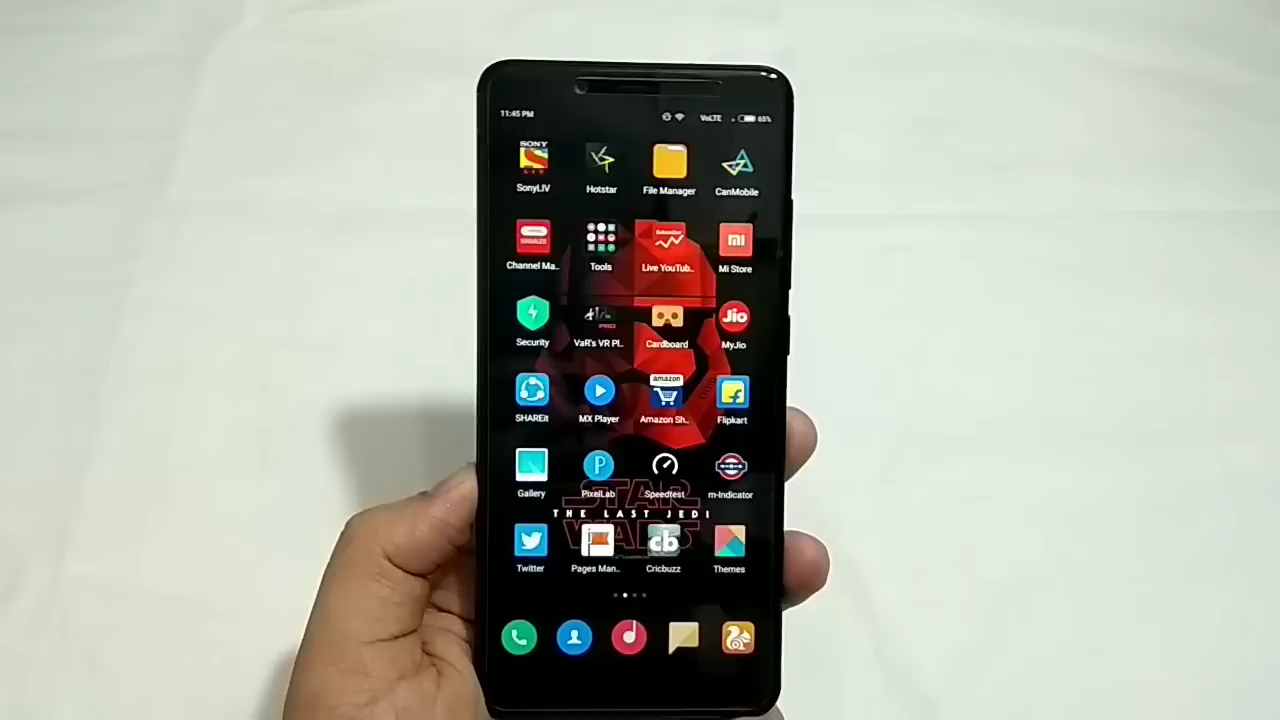 11:45 PM VoLTE 65%
SONY
SonyLIV Hotstar File Manager CanMobile
Channel Ma.. Tools Live YouTub.. Mi Store
mi
Jio
Security VaR's VR Pl.. Cardboard MyJio
PRO
amazon
SHAREit MX Player Amazon Sh.. Flipkart
Gallery PixelLab Speedtest m-Indicator
STAR
THE LAST JEDI
WARS
cb
Twitter Pages Man.. Cricbuzz Themes